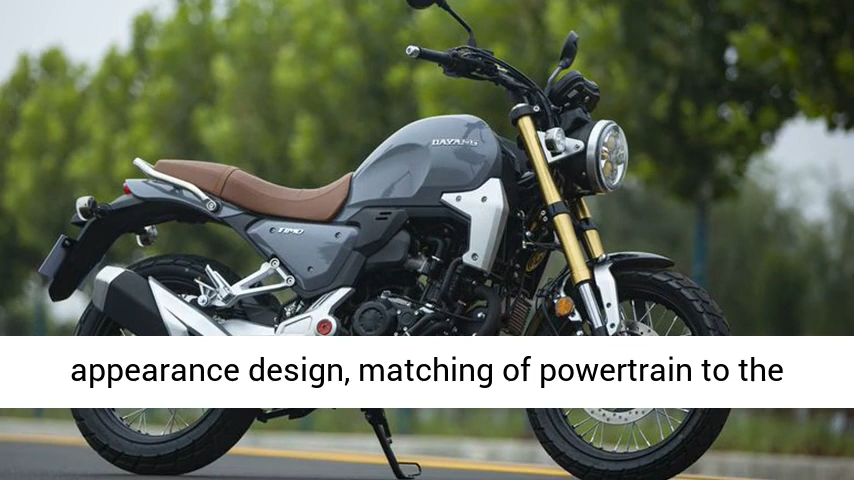 DAYANG
appearance design, matching of powertrain to the